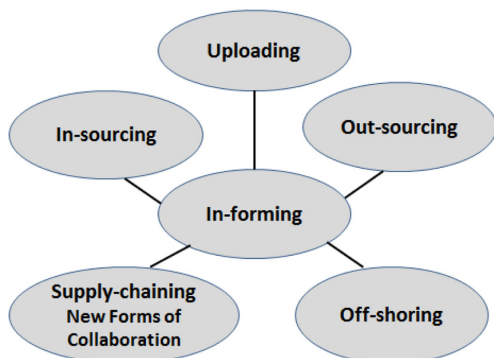 Uploading
In-sourcing
Out-sourcing
In-forming
Supply-chaining
New Forms of
Collaboration
Off-shoring